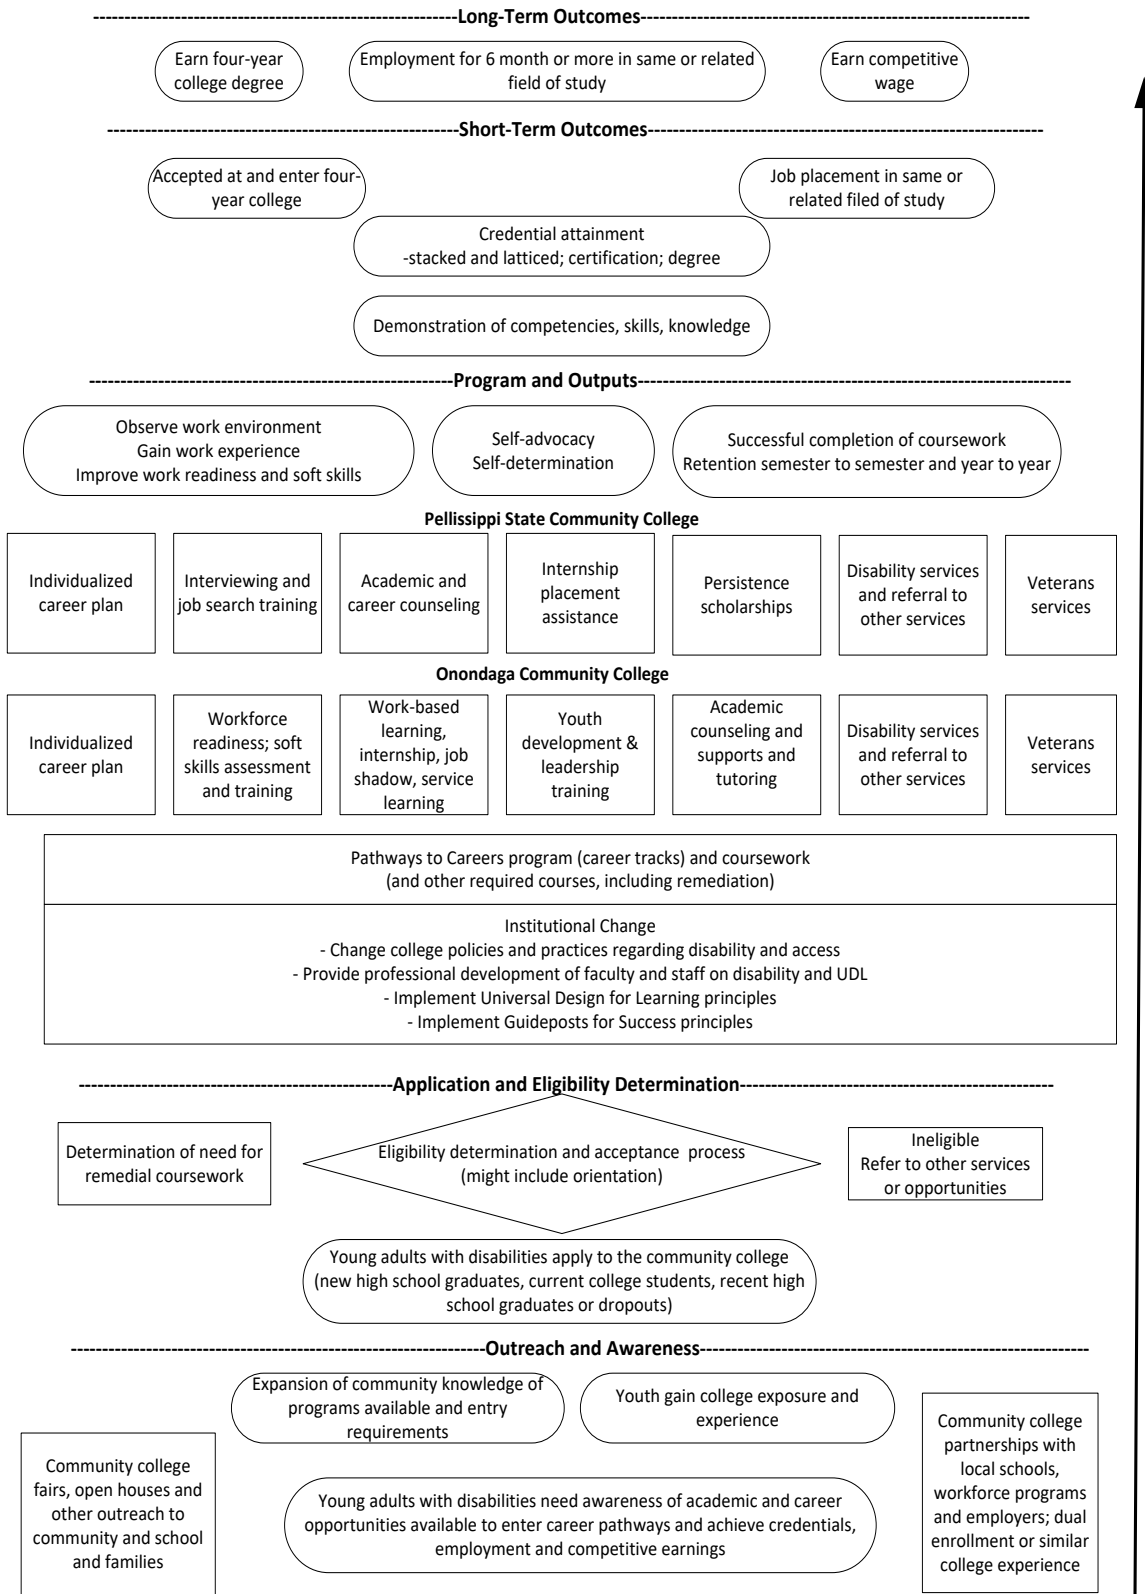 Long-Term Outcomes
Earn four-year
college degree
Employment for 6 month or more in same or related
field of study
Earn competitive
wage
Short-Term Outcomes
Accepted at and enter four-
year college
Job placement in same or
related filed of study
Credential attainment
-stacked and latticed; certification; degree
Demonstration of competencies, skills, knowledge
Program and Outputs
Observe work environment
Gain work experience
Improve work readiness and soft skills
Self-advocacy
Self-determination
Successful completion of coursework
Retention semester to semester and year to year
Pellissippi State Community College
Individualized
career plan
Interviewing and
job search training
Academic and
career counseling
Internship
placement
assistance
Persistence
scholarships
Disability services
and referral to
other services
Veterans
services
Onondaga Community College
Individualized
career plan
Workforce
readiness; soft
skills assessment
and training
Work-based
learning,
internship, job
shadow, service
learning
Youth
development &
leadership
training
Academic
counseling and
supports and
tutoring
Disability services
and referral to
other services
Veterans
services
Pathways to Careers program (career tracks) and coursework
(and other required courses, including remediation)
Institutional Change
- Change college policies and practices regarding disability and access
- Provide professional development of faculty and staff on disability and UDL
- Implement Universal Design for Learning principles
- Implement Guideposts for Success principles
Application and Eligibility Determination
Determination of need for
remedial coursework
Eligibility determination and acceptance process
(might include orientation)
Ineligible
Refer to other services
or opportunities
Young adults with disabilities apply to the community college
(new high school graduates, current college students, recent high
school graduates or dropouts)
Outreach and Awareness
Expansion of community knowledge of
programs available and entry
requirements
Youth gain college exposure and
experience
Community college
fairs, open houses and
other outreach to
community and school
and families
Young adults with disabilities need awareness of academic and career
opportunities available to enter career pathways and achieve credentials,
employment and competitive earnings
Community college
partnerships with
local schools,
workforce programs
and employers; dual
enrollment or similar
college experience